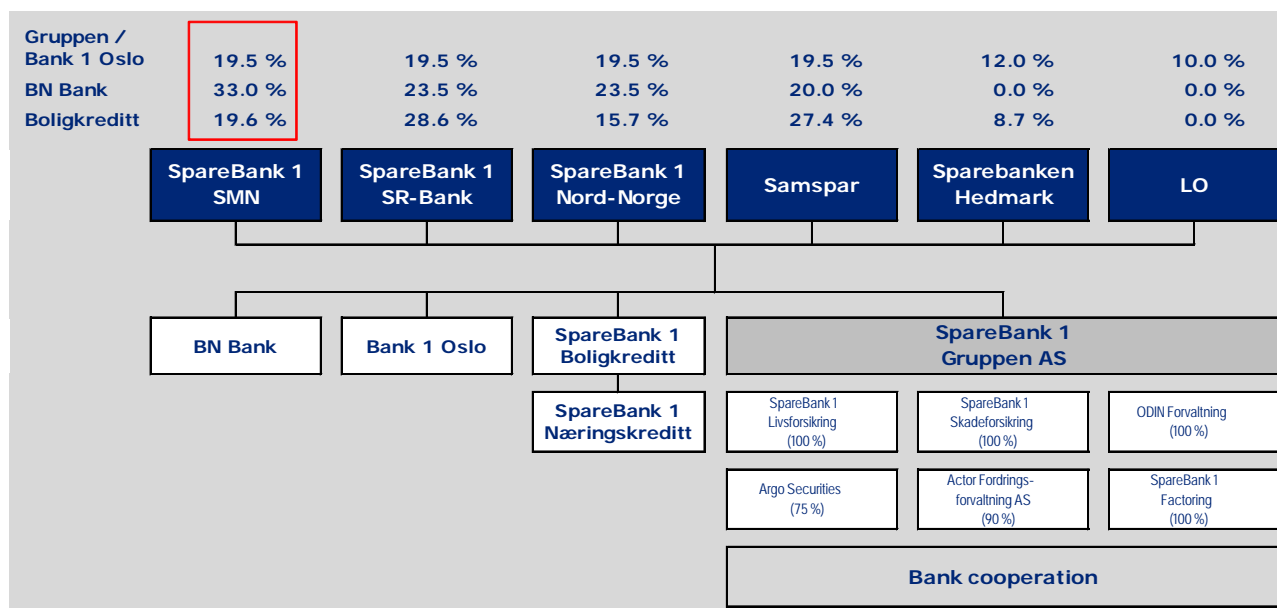 Gruppen /
Bank 1 Oslo 19.5 % 19.5 % 19.5 % 19.5 % 12.0 % 10.0 %
BN Bank 33.0 % 23.5 % 23.5 % 20.0 % 0.0 % 0.0 %
Boligkreditt 19.6 % 28.6 % 15.7 % 27.4 % 8.7 % 0.0 %
SpareBank 1
SMN
SpareBank 1
SR-Bank
SpareBank 1
Nord-Norge
Samspar
Sparebanken
Hedmark
LO
BN Bank
Bank 1 Oslo
SpareBank 1
Boligkreditt
SpareBank 1
Gruppen AS
SpareBank 1
Næringskreditt
SpareBank 1
Livsforsikring
(100 %)
SpareBank 1
Skadeforsikring
(100 %)
ODIN Forvaltning
(100 %)
Argo Securities
(75 %)
Actor Fordrings-
forvaltning AS
(90 %)
SpareBank 1
Factoring
(100 %)
Bank cooperation